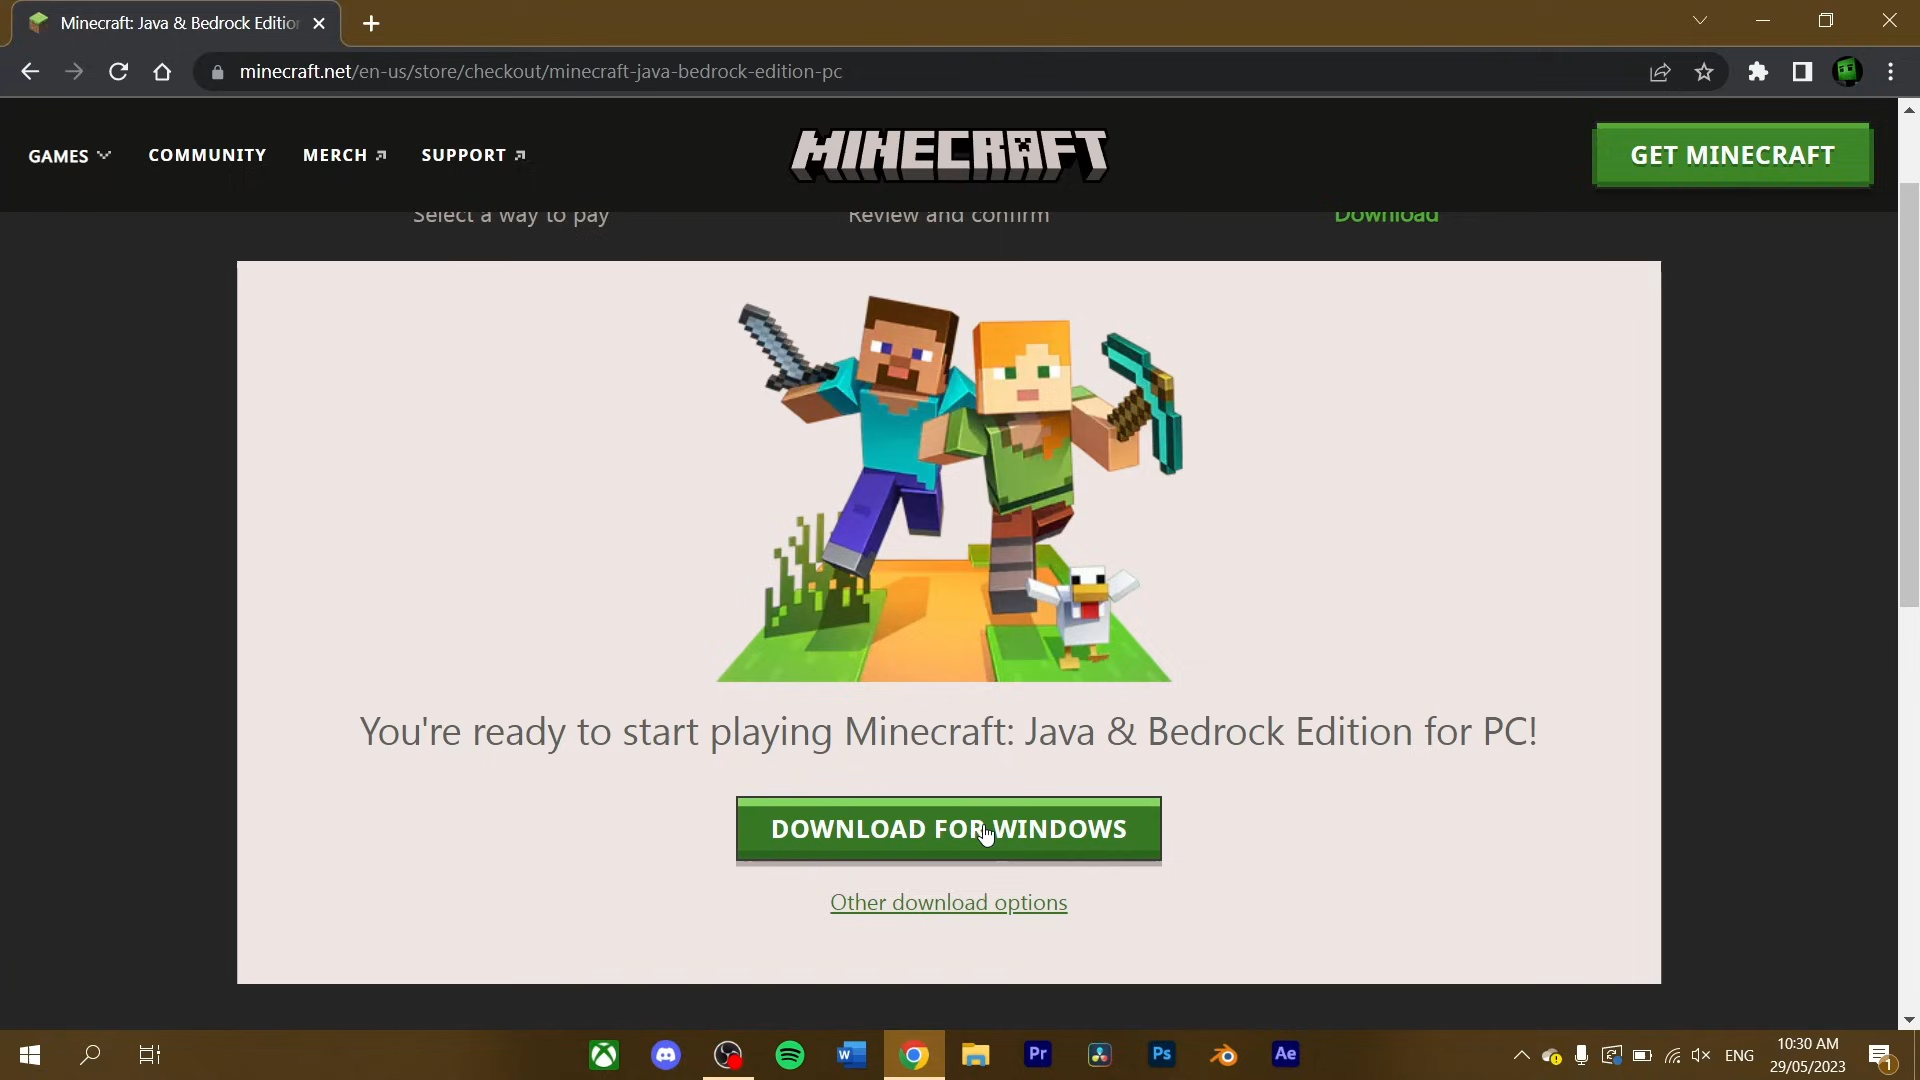 Minecraft: Java & Bedrock Editio
minecraft.net/en-us/store/checkout/minecraft-java-bedrock-edition-pc
GAMES COMMUNITY MERCH SUPPORT MINECRAFT GET MINECRAFT
Select a way to pay Review and confirm Download
You're ready to start playing Minecraft: Java & Bedrock Edition for PC!
DOWNLOAD FOR WINDOWS
Other download options
W Pr Ps Ae ENG 10:30 AM
29/05/2023 1